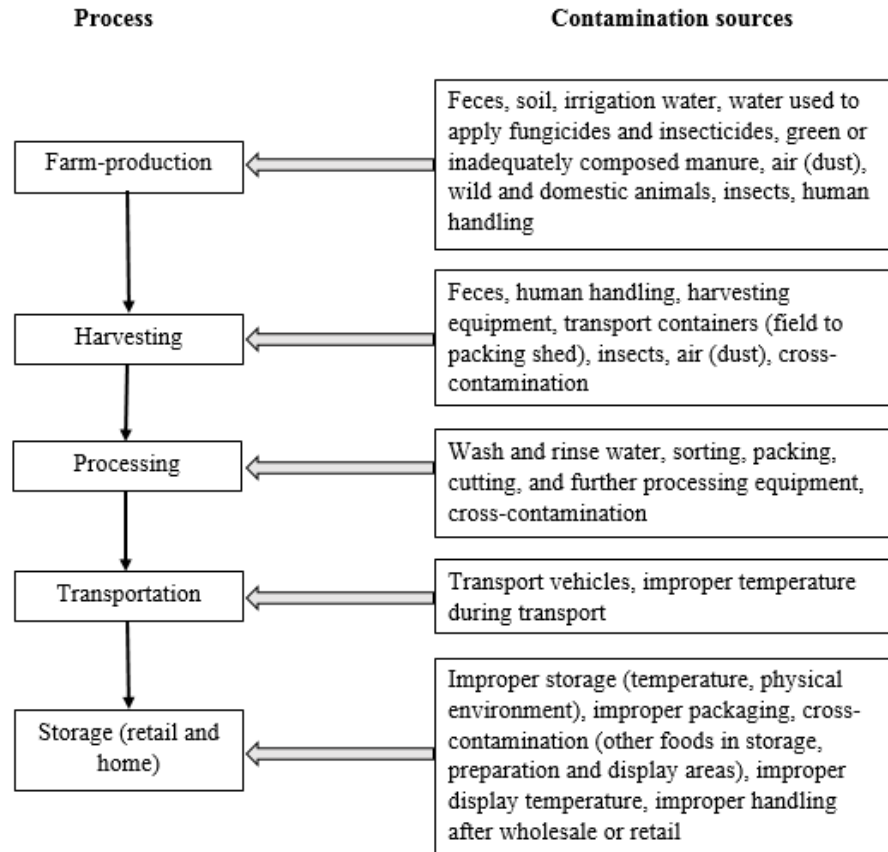 Process
Contamination sources
Farm-production
Feces, soil, irrigation water, water used to
apply fungicides and insecticides, green or
inadequately composed manure, air (dust),
wild and domestic animals, insects, human
handling
Harvesting
Feces, human handling, harvesting
equipment, transport containers (field to
packing shed), insects, air (dust), cross-
contamination
Processing
Wash and rinse water, sorting, packing,
cutting, and further processing equipment,
cross-contamination
Transportation
Transport vehicles, improper temperature
during transport
Storage (retail and
home)
Improper storage (temperature, physical
environment), improper packaging, cross-
contamination (other foods in storage,
preparation and display areas), improper
display temperature, improper handling
after wholesale or retail